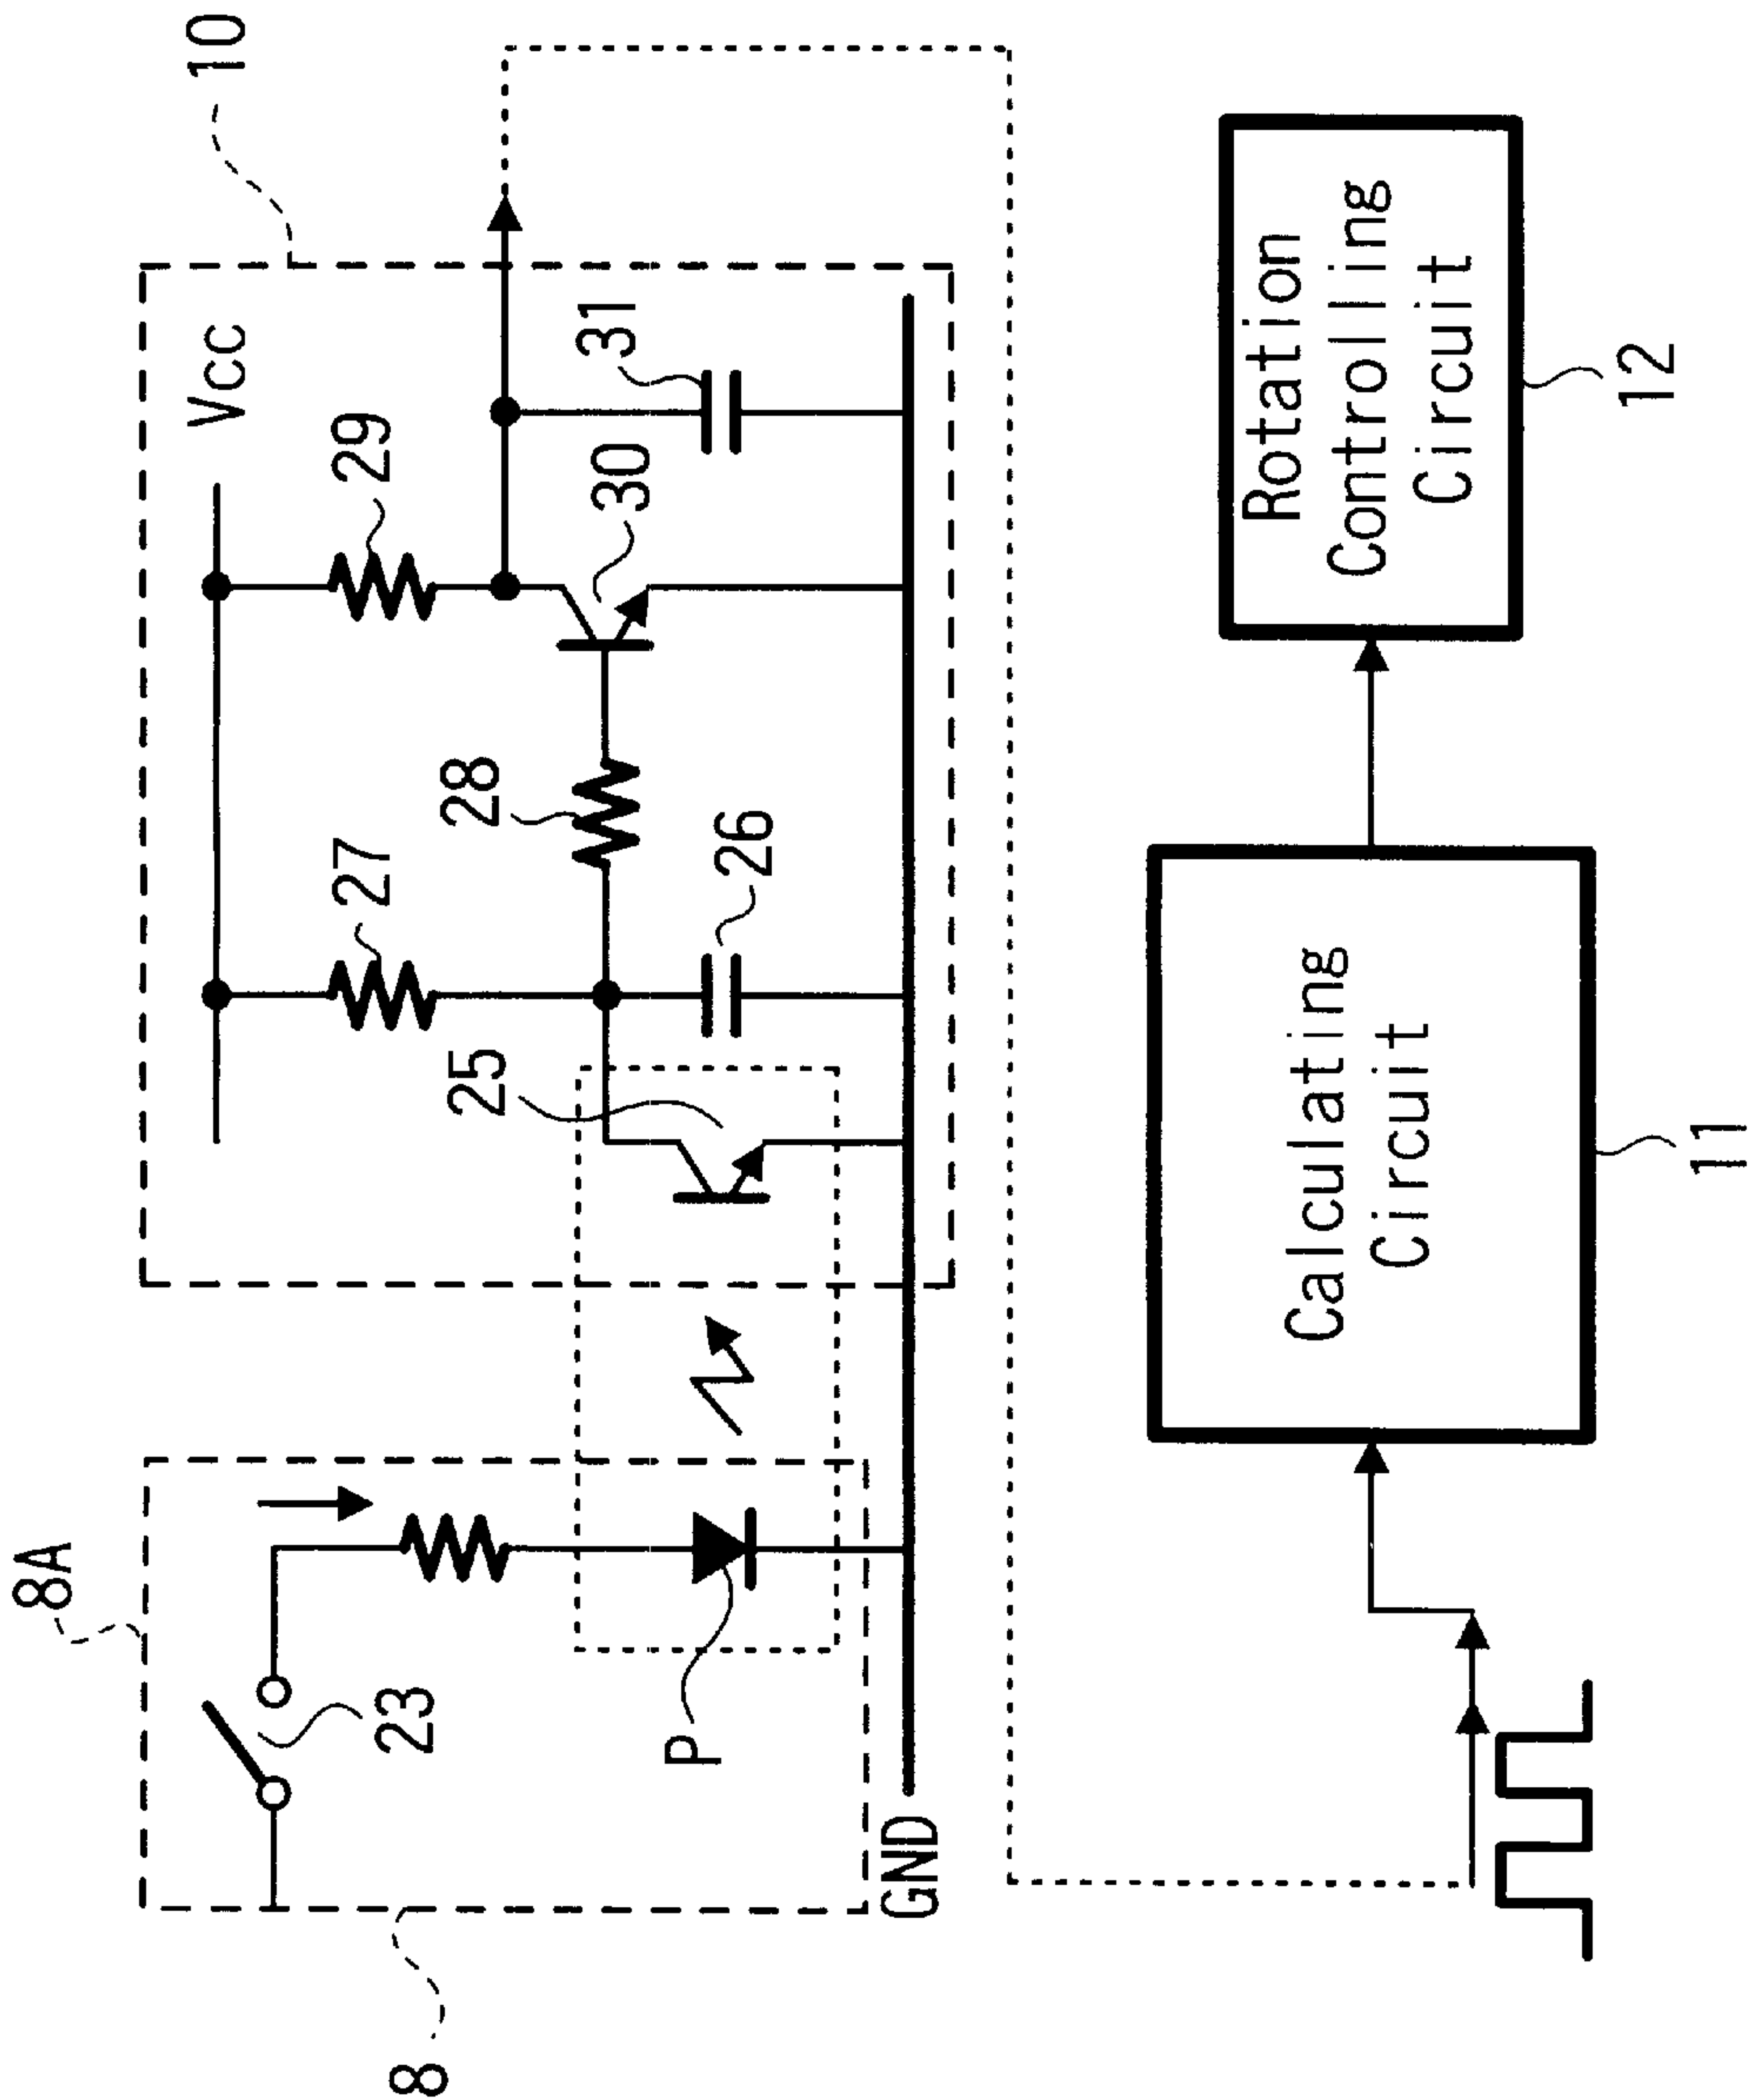 8A
8
23
P
GND
10
Vcc
25
27
26
28
29
30
31
Calculating
Circuit
11
Rotation
Controlling
Circuit
12